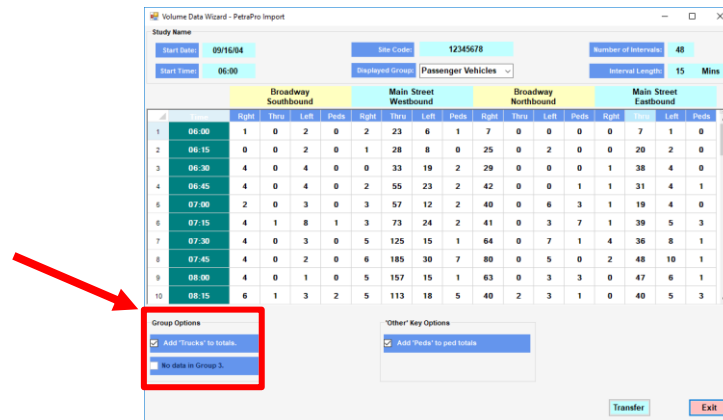 Volume Data Wizard - PetraPro Import
Study Name
Start Date: 09/16/04 Site Code: 12345678 Number of Intervals: 48
Start Time: 06:00 Displayed Group: Passenger Vehicles Interval Length: 15 Mins
Broadway Main Street Broadway Main Street
Southbound Westbound Northbound Eastbound
Time Rght Thru Left Peds Rght Thru Left Peds Rght Thru Left Peds Rght Thru Left Peds
1 06:00 1 0 2 0 2 23 6 1 7 0 0 0 0 7 1 0
2 06:15 0 0 2 0 1 28 8 0 25 0 2 0 0 20 2 0
3 06:30 4 0 4 0 0 33 19 2 29 0 0 0 1 38 4 0
4 06:45 4 0 4 0 2 55 23 2 42 0 0 1 1 31 4 1
5 07:00 2 0 3 0 3 57 12 2 40 0 6 3 1 19 4 0
6 07:15 4 1 8 1 3 73 24 2 41 0 3 7 1 39 5 3
7 07:30 4 0 3 0 5 125 15 1 64 0 7 1 4 36 8 1
8 07:45 4 0 2 0 6 185 30 7 80 0 5 0 2 48 10 1
9 08:00 4 0 1 0 5 157 15 1 63 0 3 3 0 47 6 1
10 08:15 6 1 3 2 5 113 18 5 40 2 3 1 0 40 5 3
Group Options 'Other' Key Options
Add 'Trucks' to totals. Add 'Peds' to ped totals
No data in Group 3.
Transfer Exit